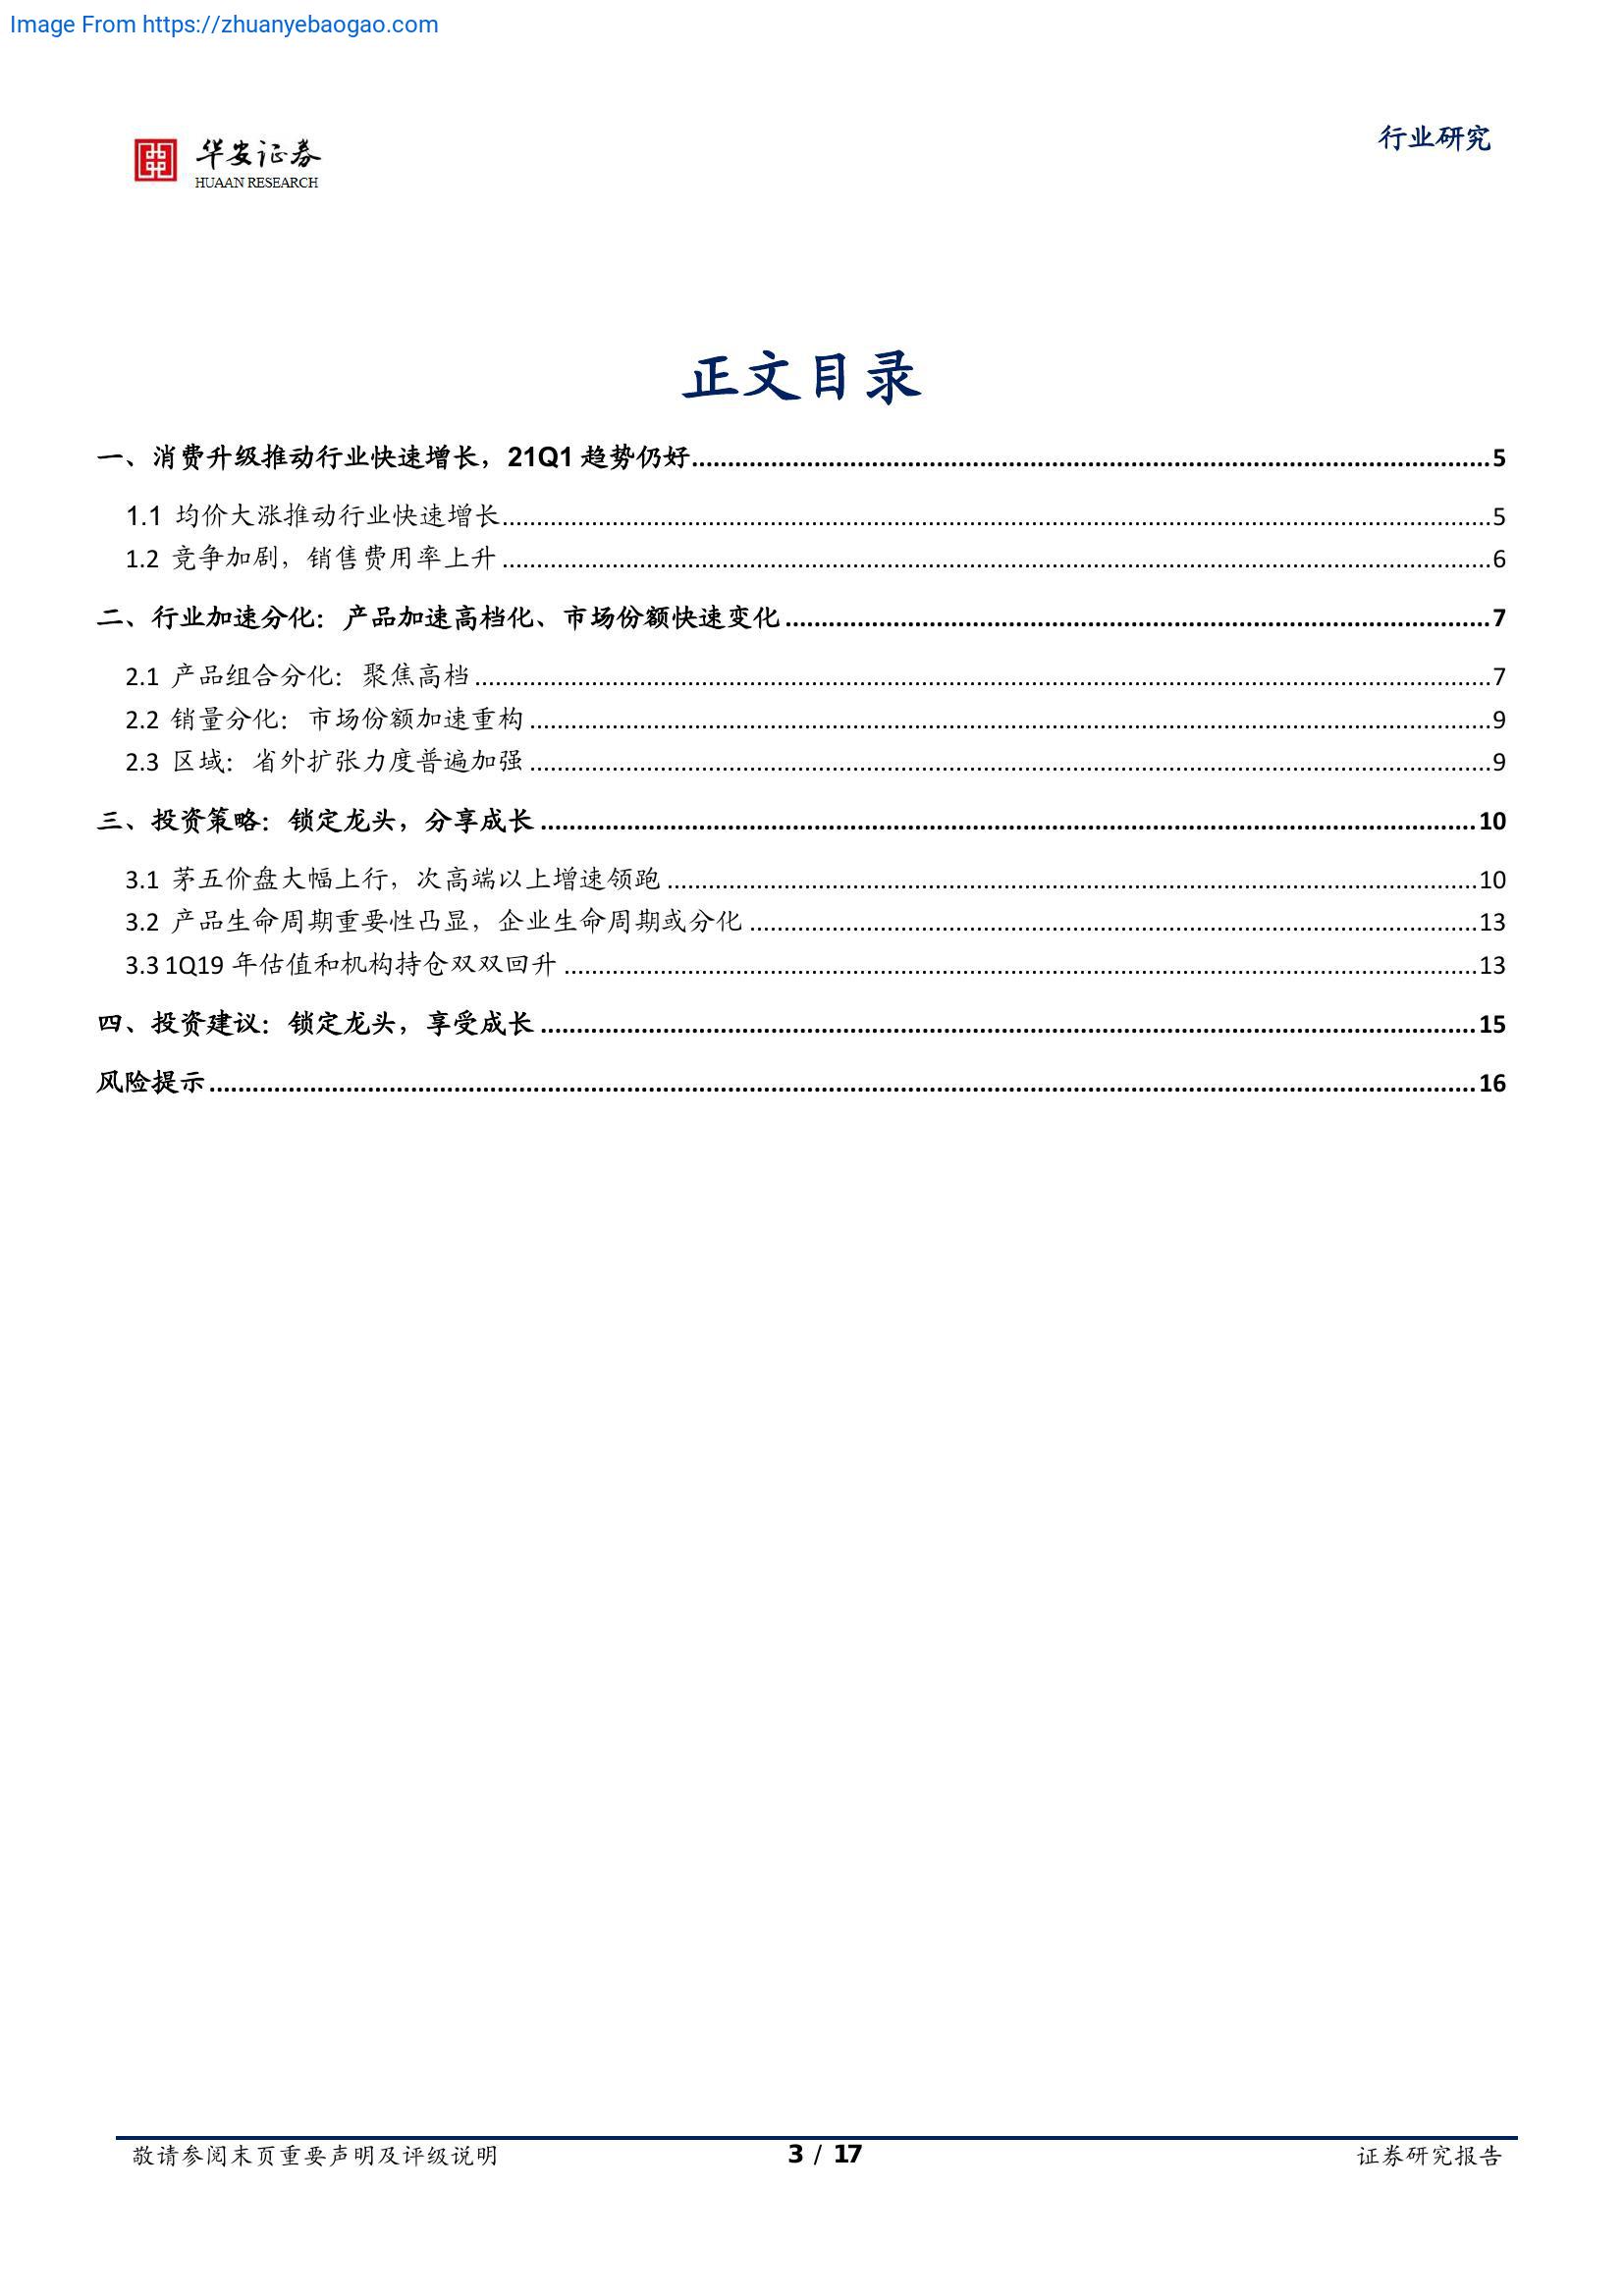 Image From https://zhuanyebaogao.com
行业研究
华安证券
HUAAN RESEARCH
正文目录
一、消费升级推动行业快速增长，21Q1 趋势仍好 5
1.1 均价大涨推动行业快速增长 5
1.2 竞争加剧，销售费用率上升 6
二、行业加速分化：产品加速高档化、市场份额快速变化 7
2.1 产品组合分化：聚焦高档 7
2.2 销量分化：市场份额加速重构 9
2.3 区域：省外扩张力度普遍加强 9
三、投资策略：锁定龙头，分享成长 10
3.1 茅五价盘大幅上行，次高端以上增速领跑 10
3.2 产品生命周期重要性凸显，企业生命周期或分化 13
3.3 1Q19 年估值和机构持仓双双回升 13
四、投资建议：锁定龙头，享受成长 15
风险提示 16
敬请参阅末页重要声明及评级说明 3 / 17 证券研究报告